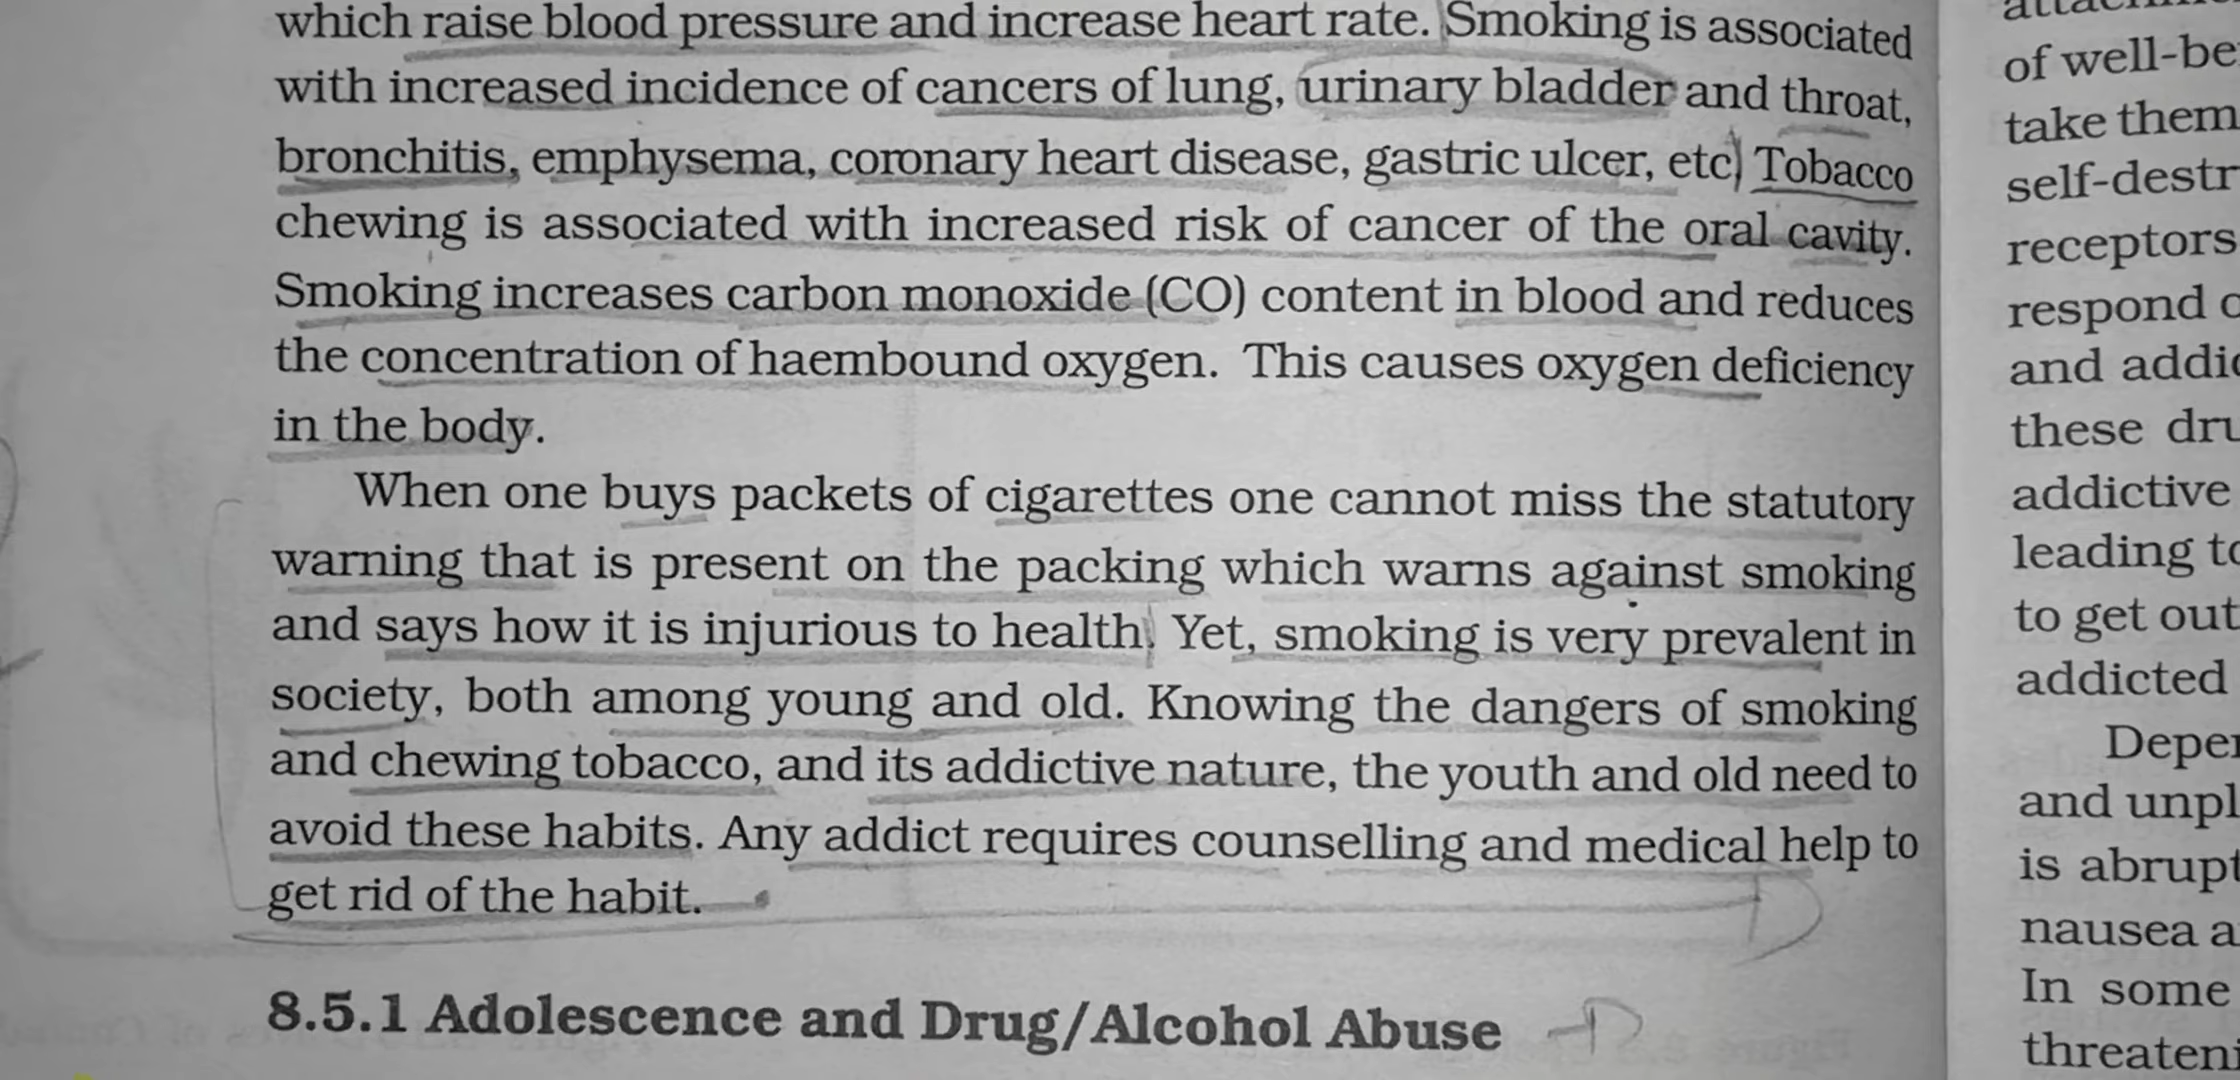 which raise blood pressure and increase heart rate. Smoking is associated
with increased incidence of cancers of lung, urinary bladder and throat,
bronchitis, emphysema, coronary heart disease, gastric ulcer, etc. Tobacco
chewing is associated with increased risk of cancer of the oral cavity.
Smoking increases carbon monoxide (CO) content in blood and reduces
the concentration of haembound oxygen. This causes oxygen deficiency
in the body.
When one buys packets of cigarettes one cannot miss the statutory
warning that is present on the packing which warns against smoking
and says how it is injurious to health. Yet, smoking is very prevalent in
society, both among young and old. Knowing the dangers of smoking
and chewing tobacco, and its addictive nature, the youth and old need to
avoid these habits. Any addict requires counselling and medical help to
get rid of the habit.
8.5.1 Adolescence and Drug/Alcohol Abuse
of well-be
take them
self-destr
receptors
respond
and addic
these dru
addictive
leading to
to get out
addicted
Depen
and unpl
is abrupt
nausea a
In some
threateni